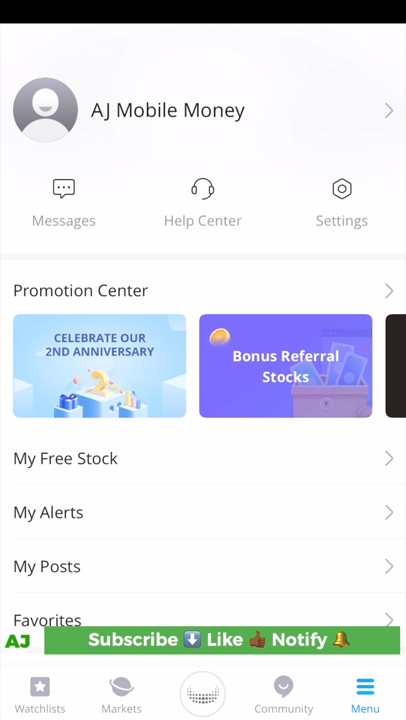 AJ Mobile Money
Messages
Help Center
Settings
Promotion Center
CELEBRATE OUR
2ND ANNIVERSARY
Bonus Referral
Stocks
My Free Stock
My Alerts
My Posts
Favorites
AJ
Subscribe ⬇️ Like 👍🏾 Notify 🔔
Watchlists
Markets
Community
Menu